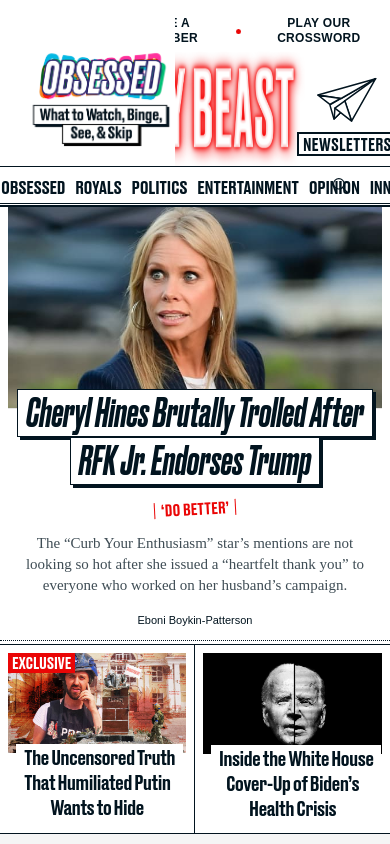 E A
PLAY OUR
BER
CROSSWORD
OBSESSED
What to Watch, Binge,
See, & Skip
Y BEAST
NEWSLETTERS
OBSESSED ROYALS POLITICS ENTERTAINMENT OPINION INN
Cheryl Hines Brutally Trolled After
RFK Jr. Endorses Trump
‘DO BETTER’
The “Curb Your Enthusiasm” star’s mentions are not
looking so hot after she issued a “heartfelt thank you” to
everyone who worked on her husband’s campaign.
Eboni Boykin-Patterson
EXCLUSIVE
PRE
The Uncensored Truth
That Humiliated Putin
Wants to Hide
Inside the White House
Cover-Up of Biden’s
Health Crisis